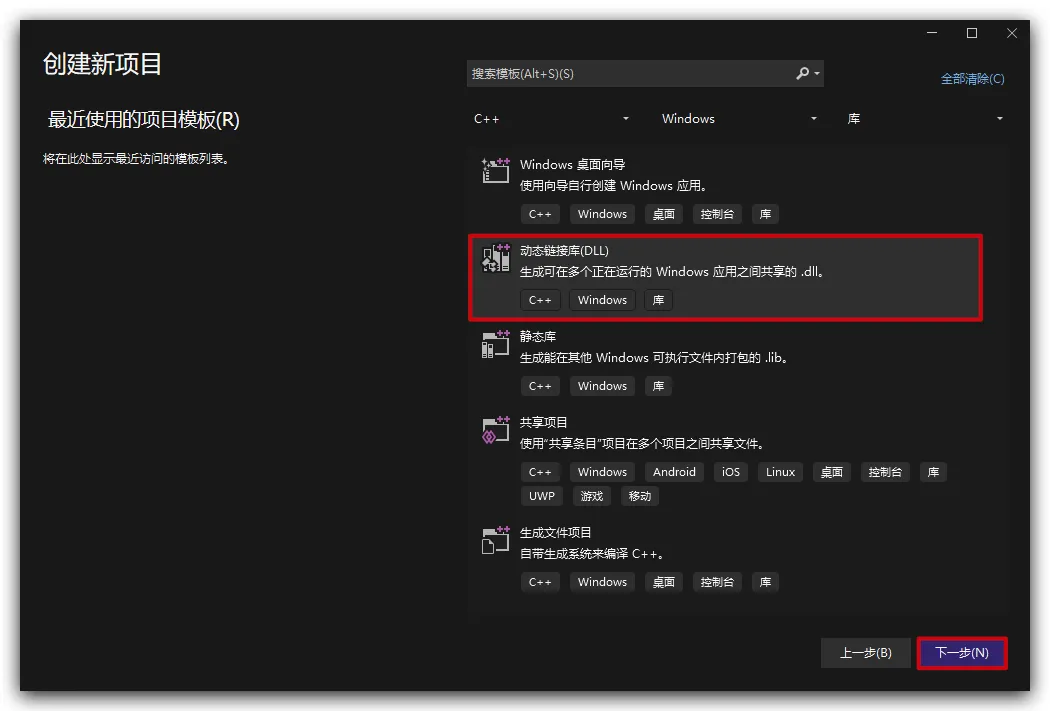 创建新项目
最近使用的项目模板(R)
将在此处显示最近访问的模板列表。
搜索模板(Alt+S)(S)
全部清除(C)
C++ Windows 库
Windows 桌面向导
使用向导自行创建 Windows 应用。
C++ Windows 桌面 控制台 库
动态链接库(DLL)
生成可在多个正在运行的 Windows 应用之间共享的 .dll。
C++ Windows 库
静态库
生成能在其他 Windows 可执行文件内打包的 .lib。
C++ Windows 库
共享项目
使用“共享条目”项目在多个项目之间共享文件。
C++ Windows Android iOS Linux 桌面 控制台 库
UWP 游戏 移动
生成文件项目
自带生成系统来编译 C++。
C++ Windows 桌面 控制台 库
上一步(B) 下一步(N)